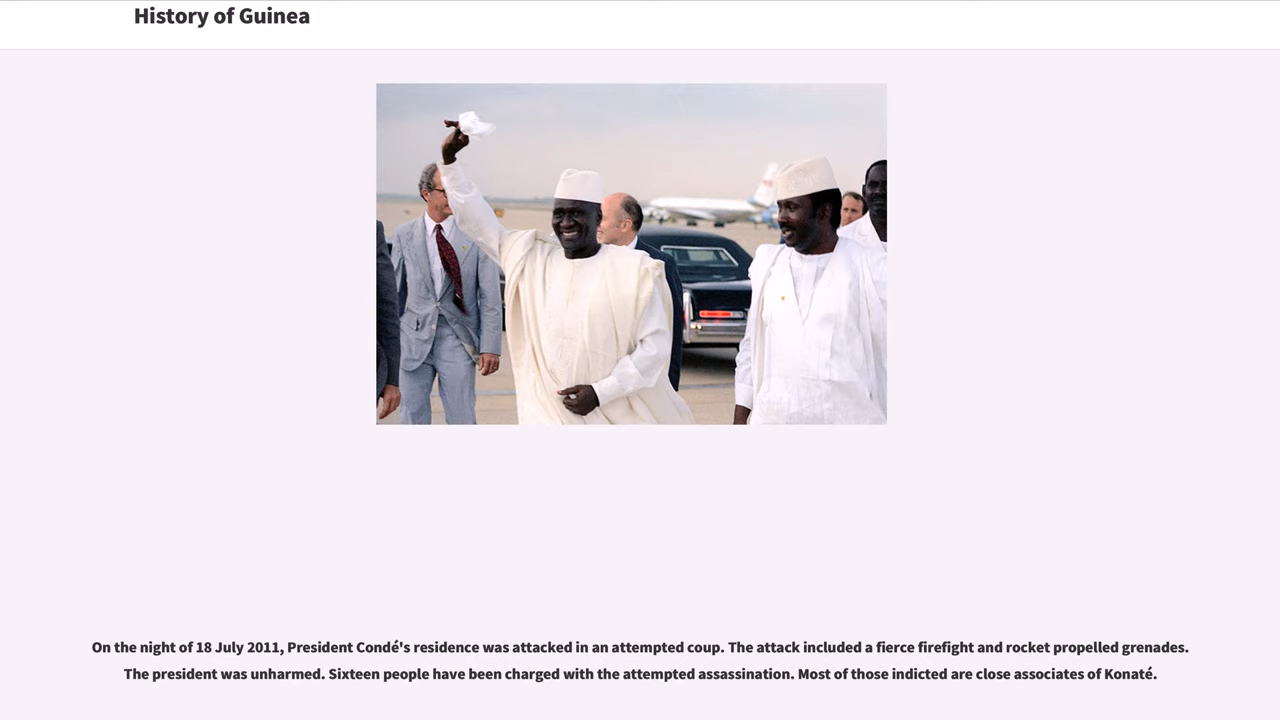 History of Guinea
On the night of 18 July 2011, President Condé's residence was attacked in an attempted coup. The attack included a fierce firefight and rocket propelled grenades.
The president was unharmed. Sixteen people have been charged with the attempted assassination. Most of those indicted are close associates of Konaté.